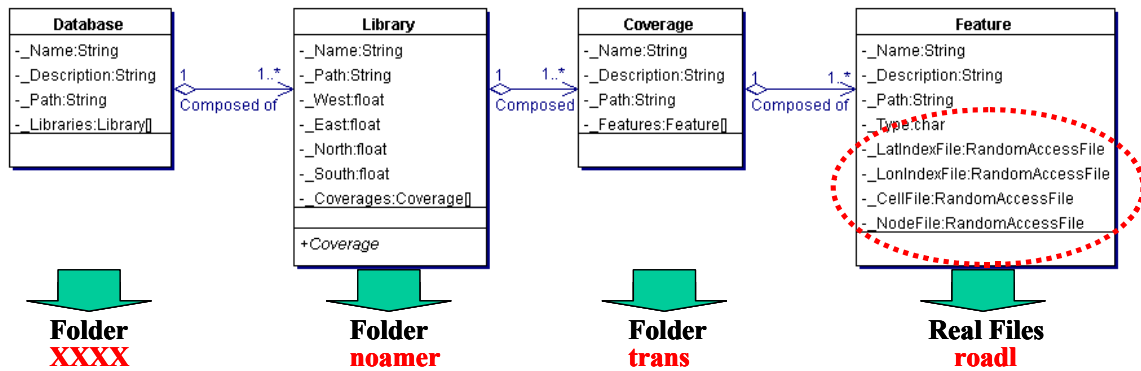 Database
-_Name:String
-_Description:String
-_Path:String
-_Libraries:Library[]
1
1..*
Composed of
Library
-_Name:String
-_Path:String
-_West:float
-_East:float
-_North:float
-_South:float
-_Coverages:Coverage[]
+Coverage
1
1..*
Composed
Coverage
-_Name:String
-_Description:String
-_Path:String
-_Features:Feature[]
1
1..*
Composed of
Feature
-_Name:String
-_Description:String
-_Path:String
-_Type:char
-_LatIndexFile:RandomAccessFile
-_LonIndexFile:RandomAccessFile
-_CellFile:RandomAccessFile
-_NodeFile:RandomAccessFile
Folder
XXXX
Folder
noamer
Folder
trans
Real Files
roadl